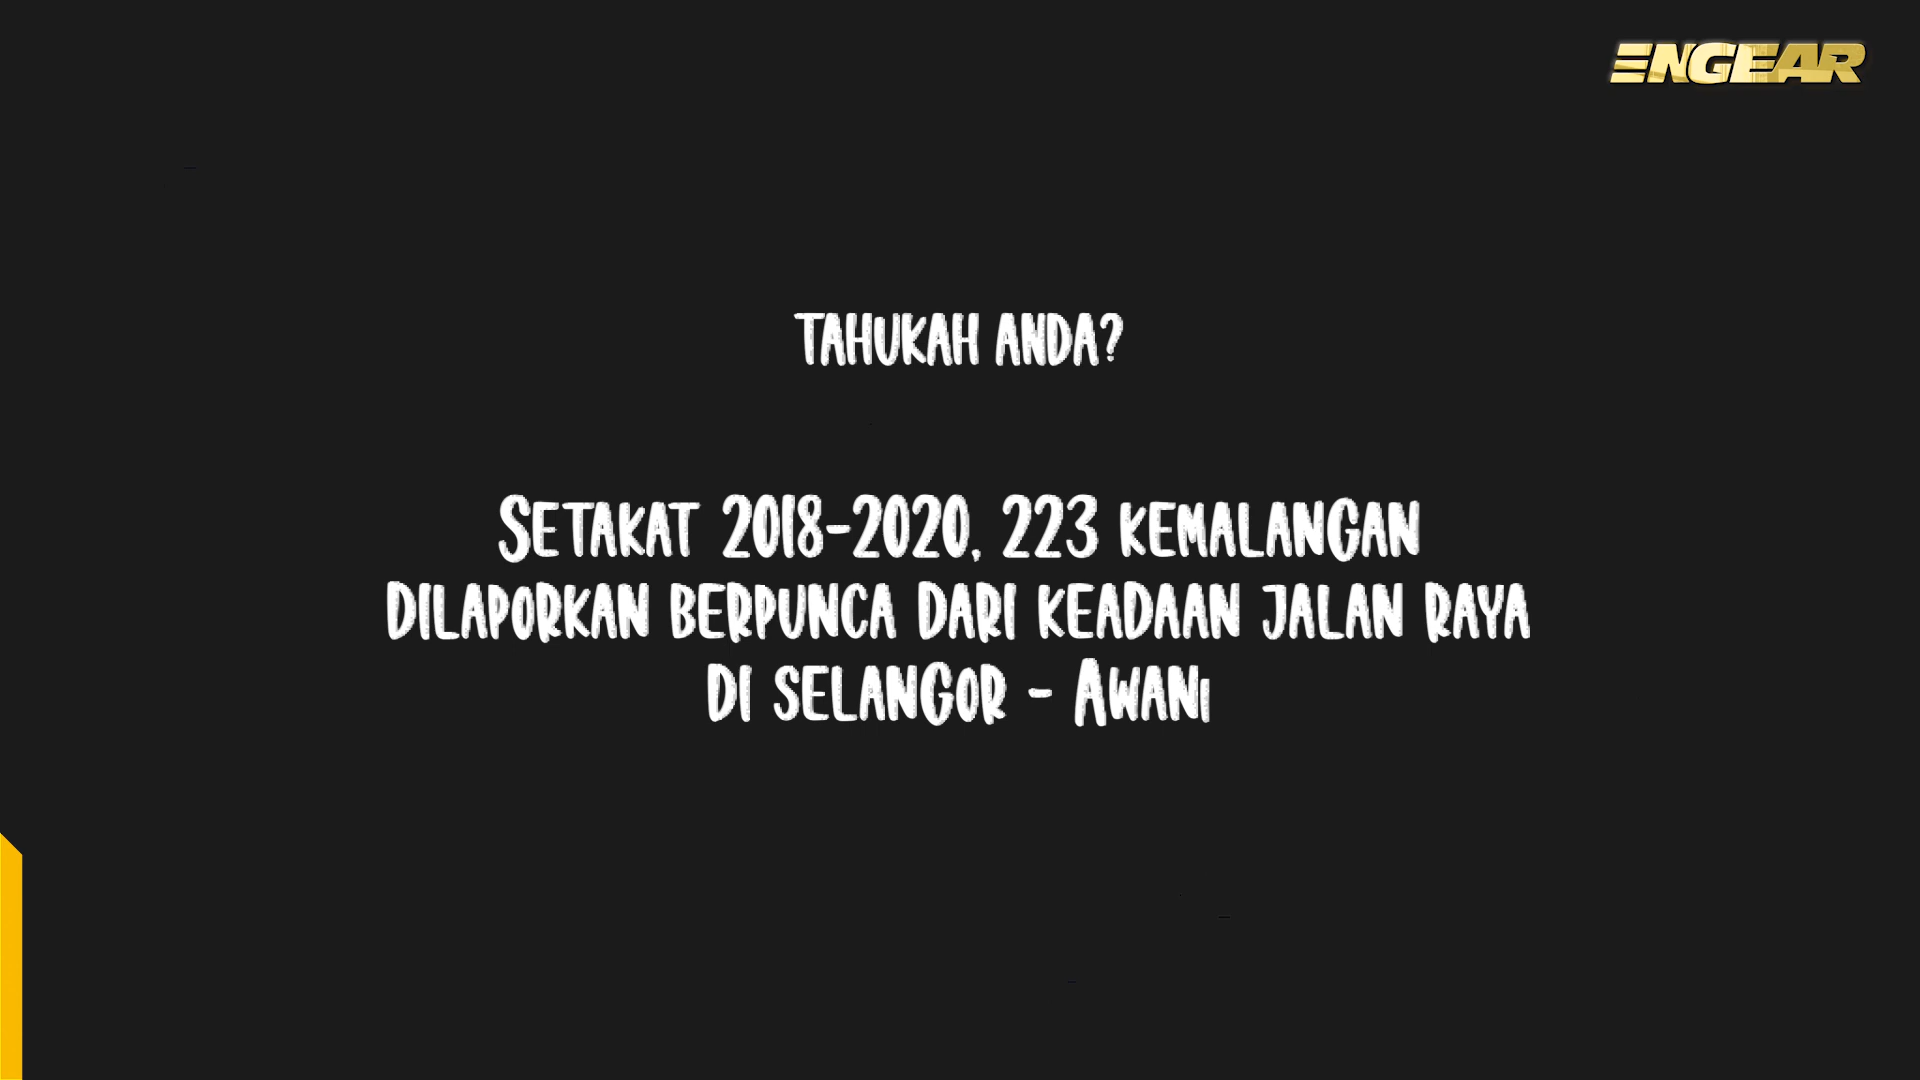 ENGEAR
TAHUKAH ANDA?
SETAKAT 2018-2020, 223 KEMALANGAN
DILAPORKAN BERPUNCA DARI KEADAAN JALAN RAYA
DI SELANGOR - AWANI